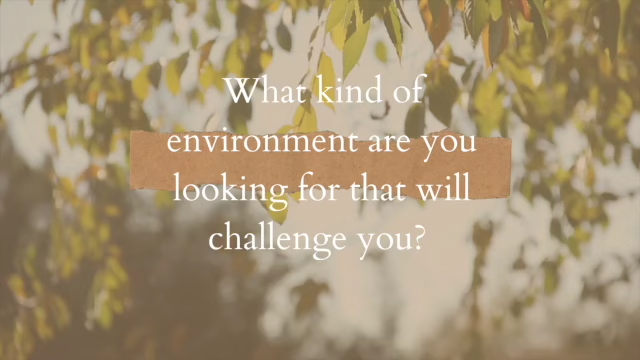 What kind of
environment are you
looking for that will
challenge you?